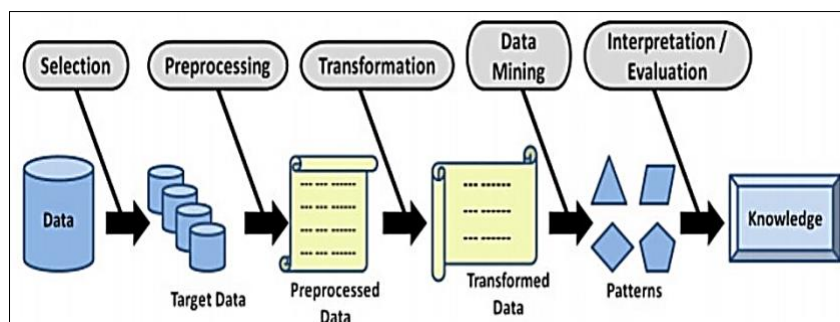 Selection
Preprocessing
Transformation
Data
Mining
Interpretation /
Evaluation
Data
Target Data
Preprocessed
Data
Transformed
Data
Patterns
Knowledge